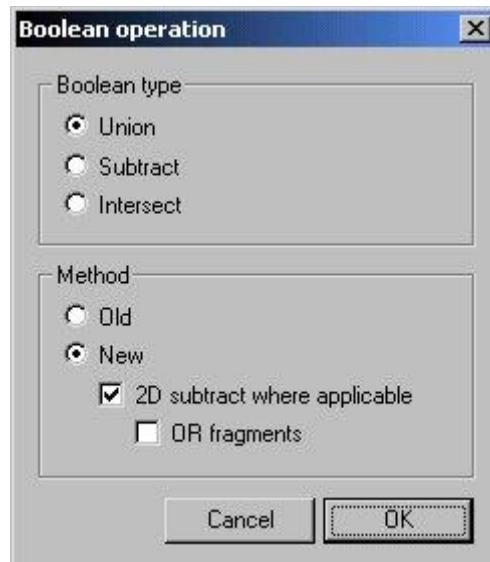 Boolean operation
Boolean type
Union
Subtract
Intersect
Method
Old
New
2D subtract where applicable
OR fragments
Cancel OK